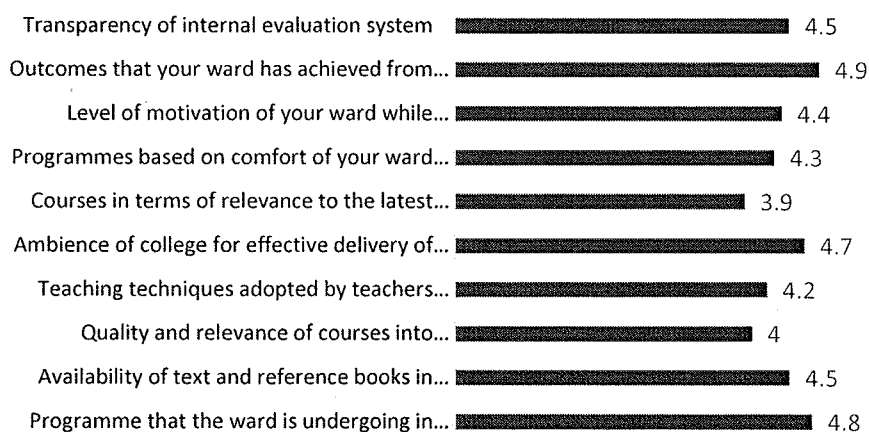 Transparency of internal evaluation system 4.5
Outcomes that your ward has achieved from... 4.9
Level of motivation of your ward while... 4.4
Programmes based on comfort of your ward... 4.3
Courses in terms of relevance to the latest... 3.9
Ambience of college for effective delivery of... 4.7
Teaching techniques adopted by teachers... 4.2
Quality and relevance of courses into... 4
Availability of text and reference books in... 4.5
Programme that the ward is undergoing in... 4.8